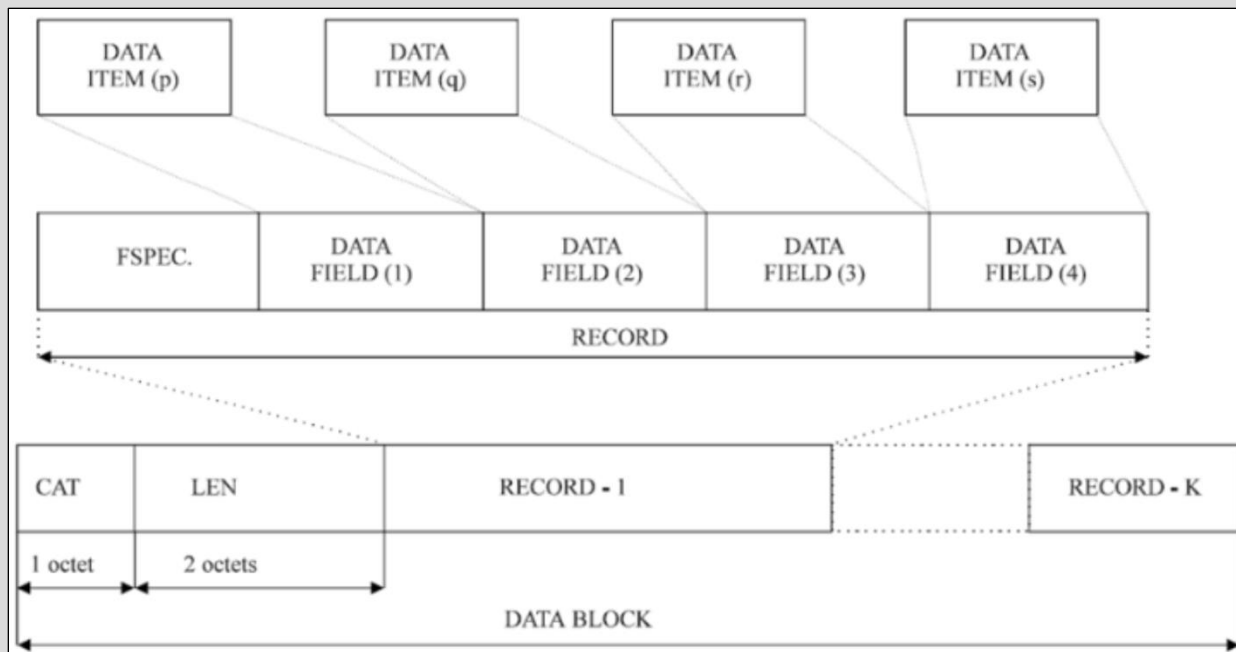 DATA
ITEM (p)
DATA
ITEM (q)
DATA
ITEM (r)
DATA
ITEM (s)
FSPEC.
DATA
FIELD (1)
DATA
FIELD (2)
DATA
FIELD (3)
DATA
FIELD (4)
RECORD
CAT
LEN
RECORD - 1
RECORD - K
1 octet
2 octets
DATA BLOCK